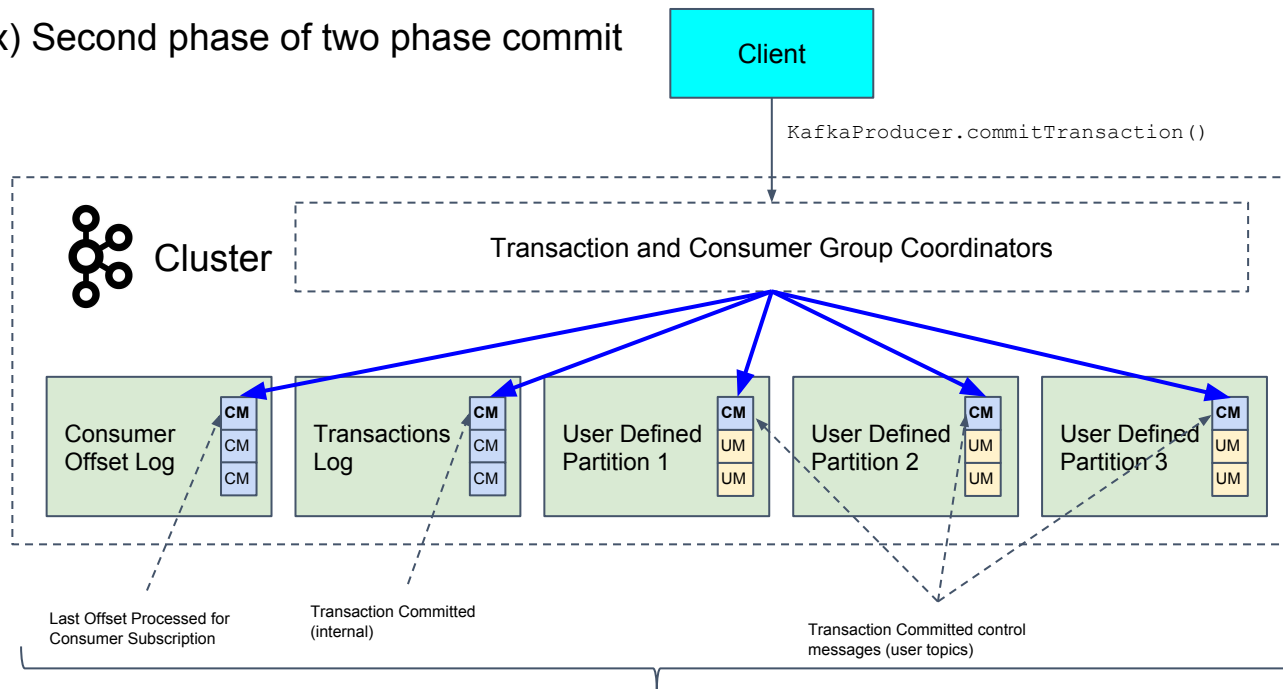 x) Second phase of two phase commit
Client
KafkaProducer.commitTransaction()
Cluster
Transaction and Consumer Group Coordinators
Consumer
Offset Log
CM
CM
CM
Transactions
Log
CM
CM
CM
User Defined
Partition 1
CM
UM
UM
User Defined
Partition 2
CM
UM
UM
User Defined
Partition 3
CM
UM
UM
Last Offset Processed for
Consumer Subscription
Transaction Committed
(internal)
Transaction Committed control
messages (user topics)